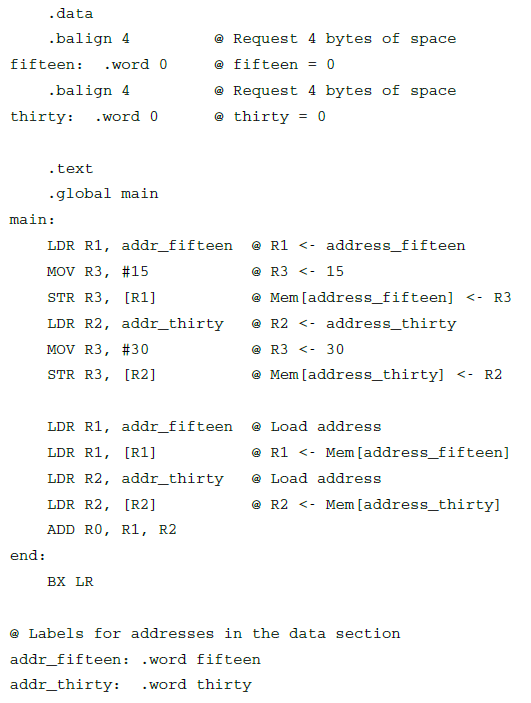 .data
.balign 4 @ Request 4 bytes of space
fifteen: .word 0 @ fifteen = 0
.balign 4 @ Request 4 bytes of space
thirty: .word 0 @ thirty = 0
.text
.global main
main:
LDR R1, addr_fifteen @ R1 <- address_fifteen
MOV R3, #15 @ R3 <- 15
STR R3, [R1] @ Mem[address_fifteen] <- R3
LDR R2, addr_thirty @ R2 <- address_thirty
MOV R3, #30 @ R3 <- 30
STR R3, [R2] @ Mem[address_thirty] <- R2
LDR R1, addr_fifteen @ Load address
LDR R1, [R1] @ R1 <- Mem[address_fifteen]
LDR R2, addr_thirty @ Load address
LDR R2, [R2] @ R2 <- Mem[address_thirty]
ADD R0, R1, R2
end:
BX LR
@ Labels for addresses in the data section
addr_fifteen: .word fifteen
addr_thirty: .word thirty